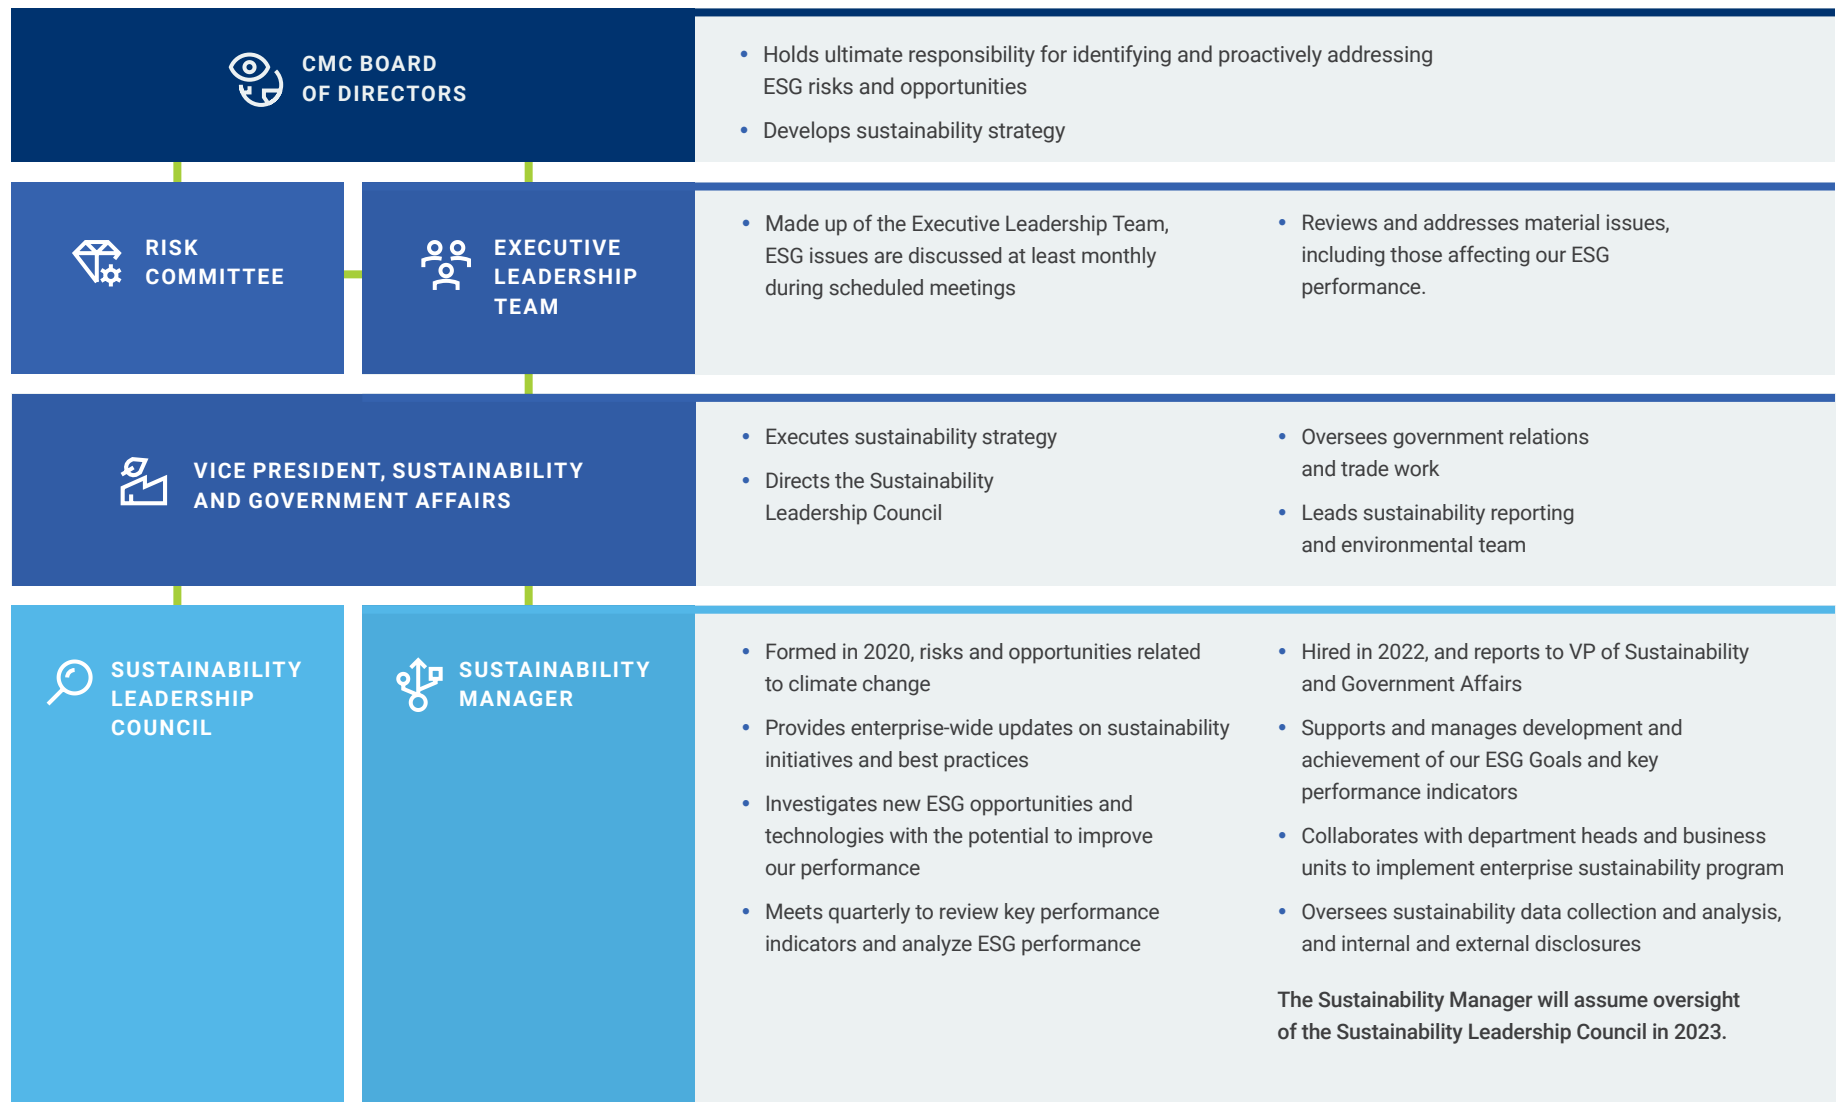 CMC BOARD
OF DIRECTORS
• Holds ultimate responsibility for identifying and proactively addressing
ESG risks and opportunities
• Develops sustainability strategy
RISK
COMMITTEE
EXECUTIVE
LEADERSHIP
TEAM
• Made up of the Executive Leadership Team,
ESG issues are discussed at least monthly
during scheduled meetings
• Reviews and addresses material issues,
including those affecting our ESG
performance.
VICE PRESIDENT, SUSTAINABILITY
AND GOVERNMENT AFFAIRS
• Executes sustainability strategy
• Directs the Sustainability
Leadership Council
• Oversees government relations
and trade work
• Leads sustainability reporting
and environmental team
SUSTAINABILITY
LEADERSHIP
COUNCIL
SUSTAINABILITY
MANAGER
• Formed in 2020, risks and opportunities related
to climate change
• Provides enterprise-wide updates on sustainability
initiatives and best practices
• Investigates new ESG opportunities and
technologies with the potential to improve
our performance
• Meets quarterly to review key performance
indicators and analyze ESG performance
• Hired in 2022, and reports to VP of Sustainability
and Government Affairs
• Supports and manages development and
achievement of our ESG Goals and key
performance indicators
• Collaborates with department heads and business
units to implement enterprise sustainability program
• Oversees sustainability data collection and analysis,
and internal and external disclosures
The Sustainability Manager will assume oversight
of the Sustainability Leadership Council in 2023.